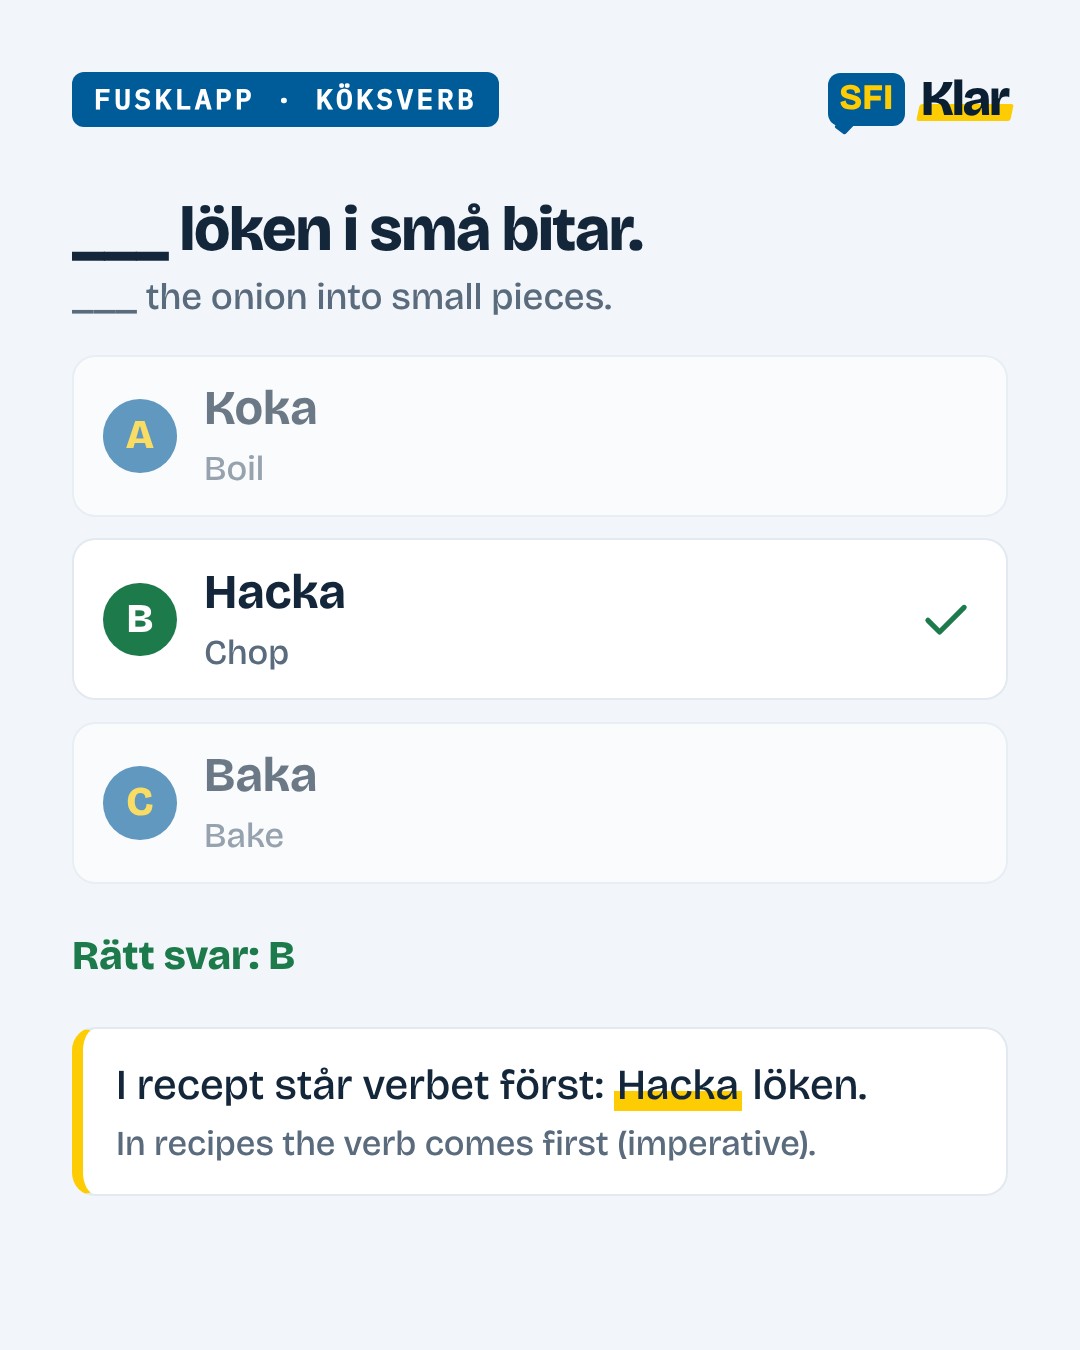 FUSKLAPP · KÖKSVERB
SFI Klar
___ löken i små bitar.
___ the onion into small pieces.
A
Koka
Boil
B
Hacka
Chop
C
Baka
Bake
Rätt svar: B
I recept står verbet först: Hacka löken.
In recipes the verb comes first (imperative).